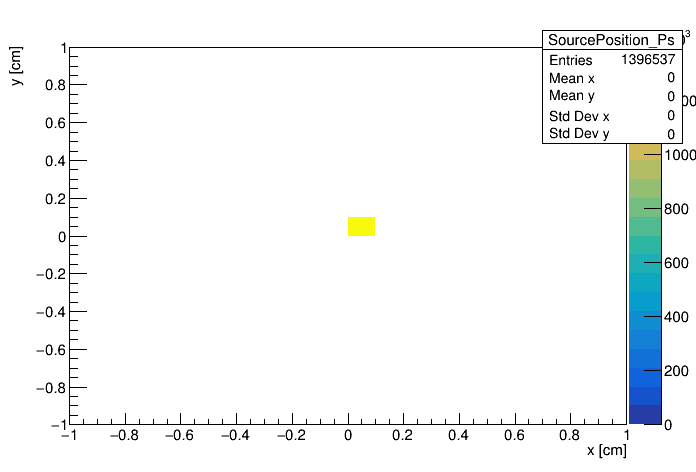 SourcePosition_Ps
Entries 1396537
Mean x 0
Mean y 0
Std Dev x 0
Std Dev y 0
y [cm]
1
0.8
0.6
0.4
0.2
0
−0.2
−0.4
−0.6
−0.8
−1
−1 −0.8 −0.6 −0.4 −0.2 0 0.2 0.4 0.6 0.8 1
x [cm]
1000
800
600
400
200
0